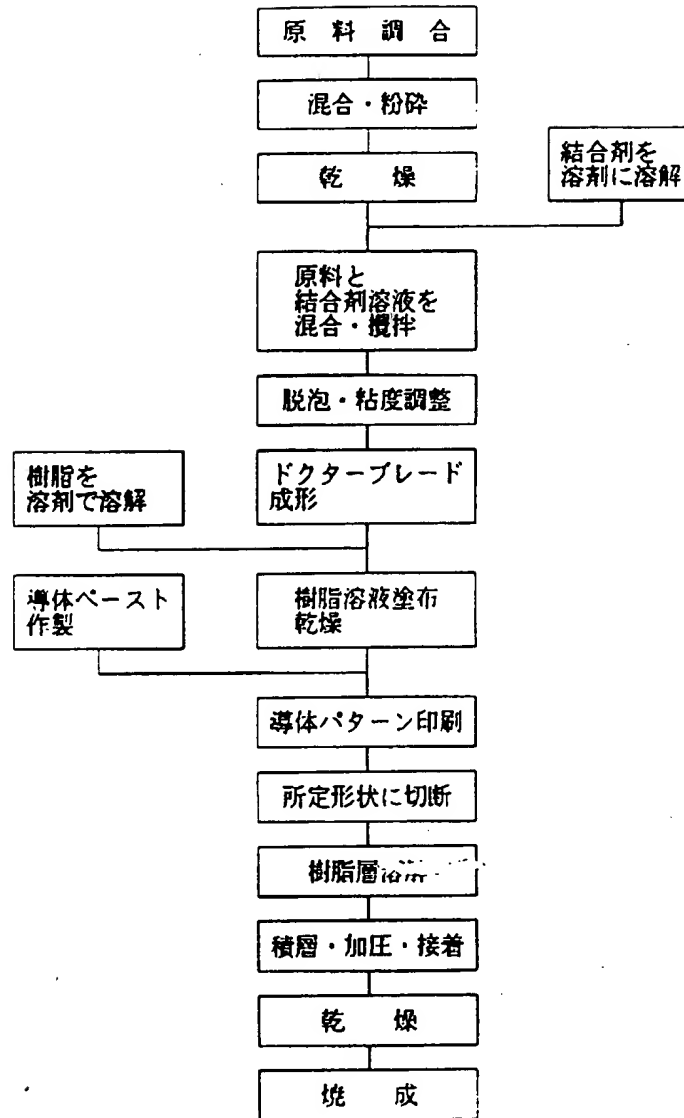 原料調合
混合・粉砕
乾燥
結合剤を
溶剤に溶解
原料と
結合剤溶液を
混合・攪拌
脱泡・粘度調整
ドクターブレード
成形
樹脂を
溶剤で溶解
樹脂溶液塗布
乾燥
導体ペースト
作製
導体パターン印刷
所定形状に切断
樹脂層溶解
積層・加圧・接着
乾燥
焼成